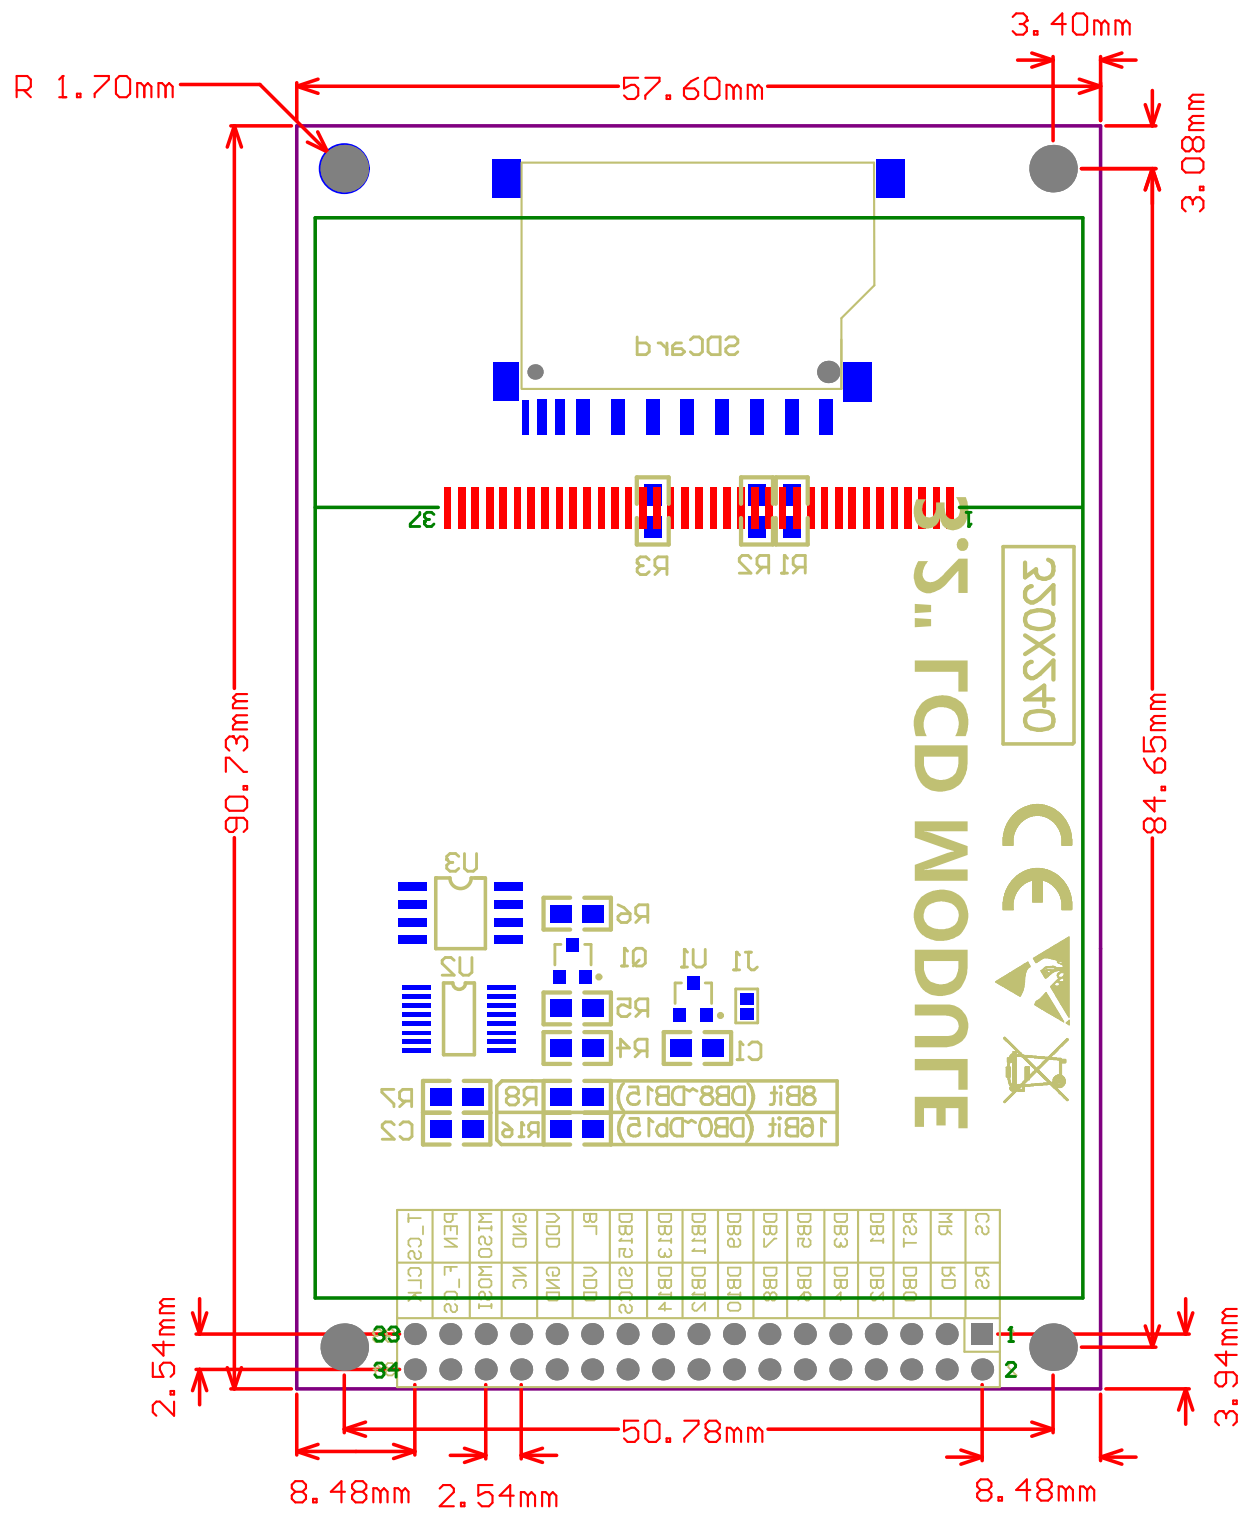 3.40mm
R 1.70mm
57.60mm
3.08mm
SDCard
37
1
R3
R2
R1
3.2" LCD MODULE
320X240
90.73mm
84.65mm
U3
R6
U2
Q1
U1
J1
R5
R4
C1
CE
R7
R8
8Bit (DB8~DB15)
C2
R16
16Bit (DB0~Db15)
T_CS PEN MISO GND VDD BL DB15 DB13 DB11 DB9 DB7 DB5 DB3 DB1 RST WR CS
CLK F_CS MOSI NC GND VDD SDCS DB14 DB12 DB10 DB8 DB6 DB4 DB2 DB0 RD RS
33
1
34
2
2.54mm
3.94mm
50.78mm
8.48mm
2.54mm
8.48mm